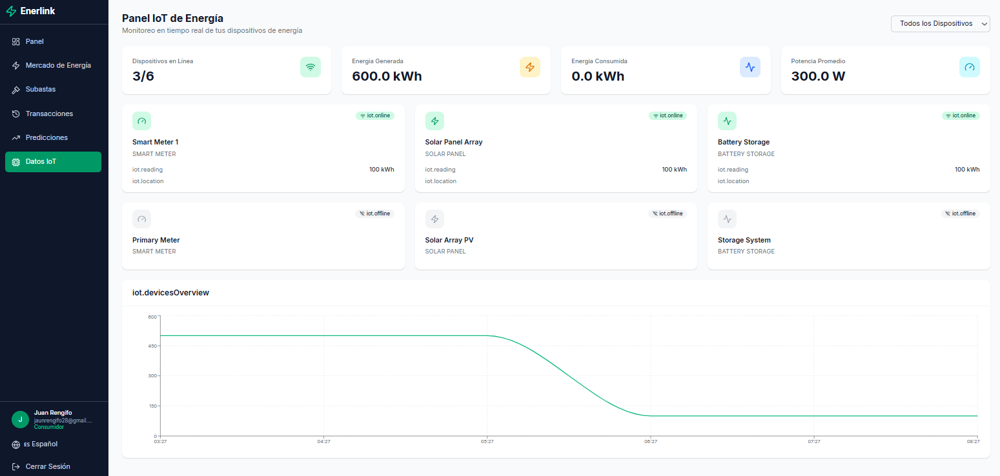 Enerlink
Panel
Mercado de Energía
Subastas
Transacciones
Predicciones
Datos IoT
Juan Rengifo
jaunrengifo28@gmail....
Consumidor
ES Español
Cerrar Sesión
Panel IoT de Energía
Monitoreo en tiempo real de tus dispositivos de energía
Todos los Dispositivos
Dispositivos en Línea
3/6
Energía Generada
600.0 kWh
Energía Consumida
0.0 kWh
Potencia Promedio
300.0 W
iot.online
Smart Meter 1
SMART METER
iot.reading 100 kWh
iot.location
iot.online
Solar Panel Array
SOLAR PANEL
iot.reading 100 kWh
iot.location
iot.online
Battery Storage
BATTERY STORAGE
iot.reading 100 kWh
iot.location
iot.offline
Primary Meter
SMART METER
iot.offline
Solar Array PV
SOLAR PANEL
iot.offline
Storage System
BATTERY STORAGE
iot.devicesOverview
600
450
300
150
0
03:27 04:27 05:27 06:27 07:27 08:27